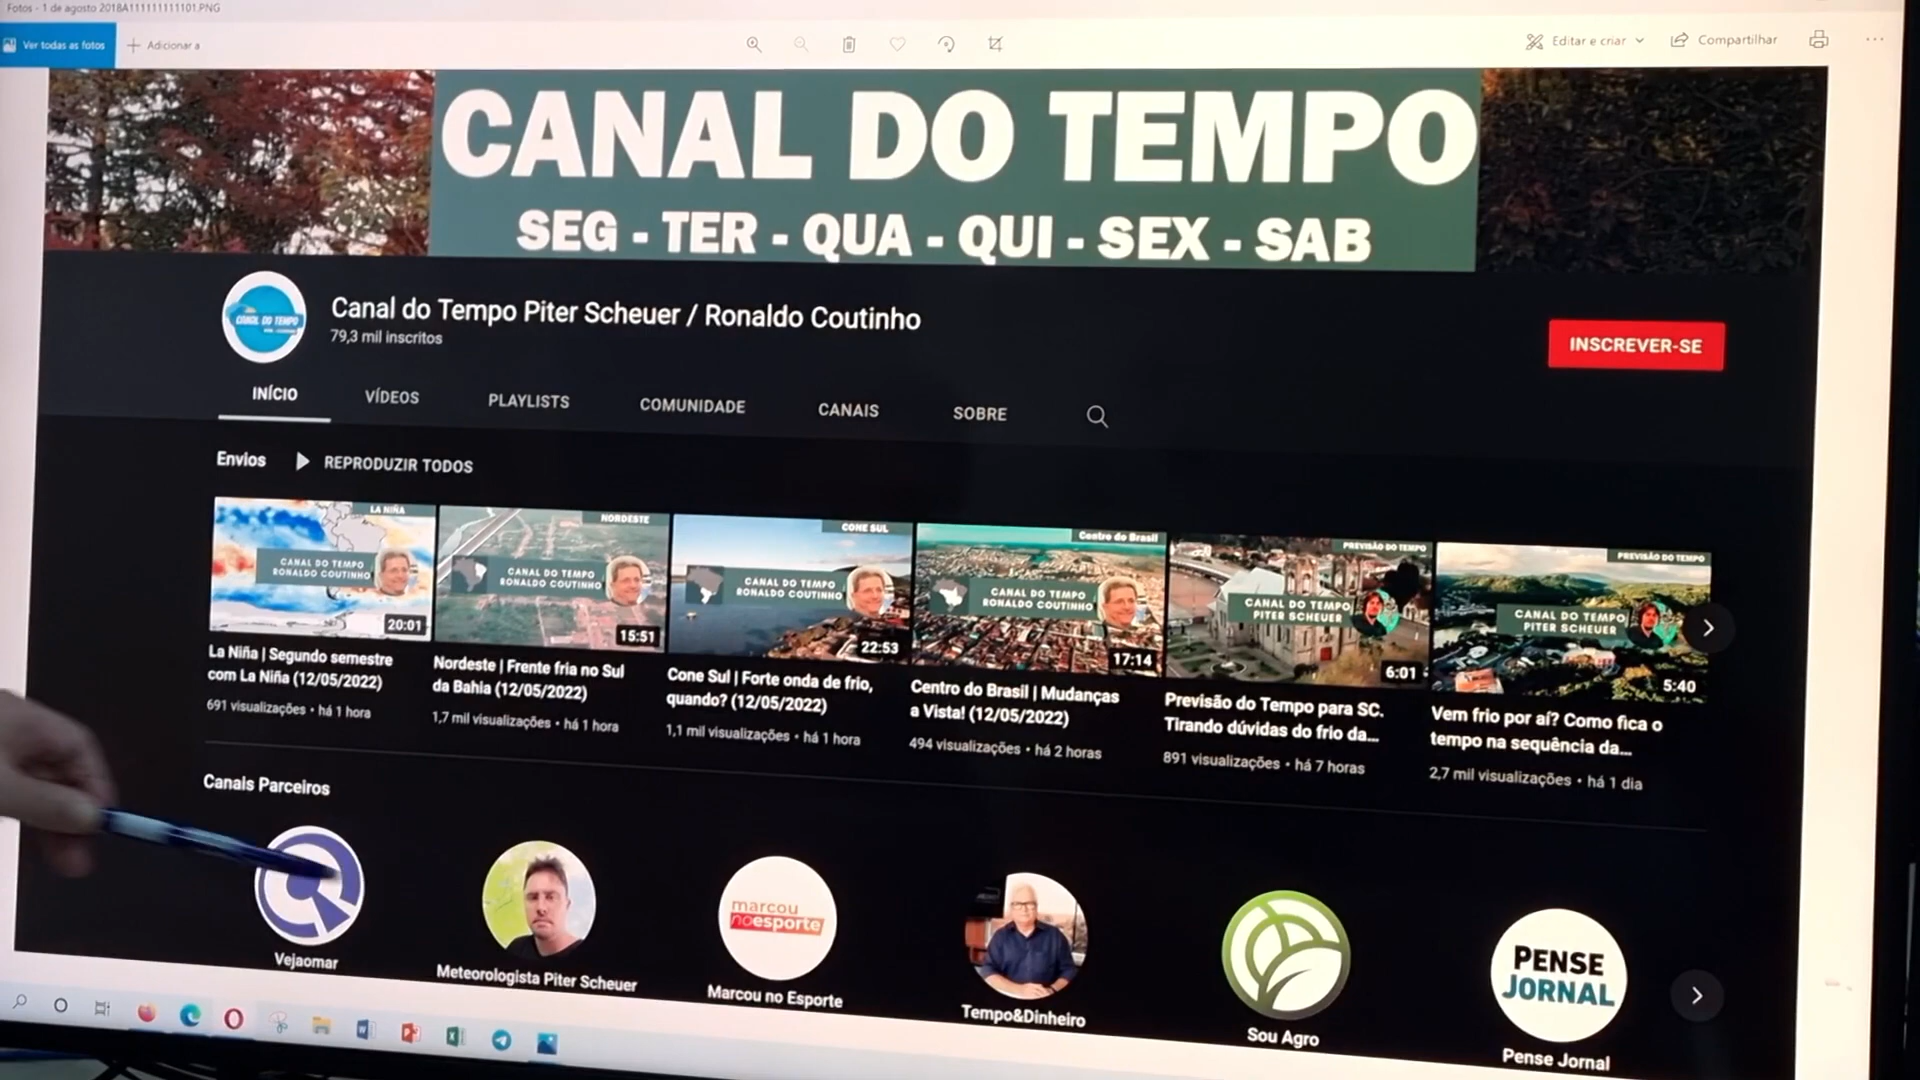 Fotos - 1 de agosto 2018A111111111101.PNG
Ver todas as fotos
Adicionar a
Editar e criar
Compartilhar
CANAL DO TEMPO
SEG - TER - QUA - QUI - SEX - SAB
CANAL DO TEMPO
Canal do Tempo Piter Scheuer / Ronaldo Coutinho
79,3 mil inscritos
INSCREVER-SE
INÍCIO
VÍDEOS
PLAYLISTS
COMUNIDADE
CANAIS
SOBRE
Envios
REPRODUZIR TODOS
LA NIÑA
CANAL DO TEMPO
RONALDO COUTINHO
20:01
La Niña | Segundo semestre
com La Niña (12/05/2022)
691 visualizações • há 1 hora
NORDESTE
CANAL DO TEMPO
RONALDO COUTINHO
15:51
Nordeste | Frente fria no Sul
da Bahia (12/05/2022)
1,7 mil visualizações • há 1 hora
CONE SUL
CANAL DO TEMPO
RONALDO COUTINHO
22:53
Cone Sul | Forte onda de frio,
quando? (12/05/2022)
1,1 mil visualizações • há 1 hora
Centro do Brasil
CANAL DO TEMPO
RONALDO COUTINHO
17:14
Centro do Brasil | Mudanças
a Vista! (12/05/2022)
494 visualizações • há 2 horas
PREVISÃO DO TEMPO
CANAL DO TEMPO
PITER SCHEUER
6:01
Previsão do Tempo para SC.
Tirando dúvidas do frio da...
891 visualizações • há 7 horas
PREVISÃO DO TEMPO
CANAL DO TEMPO
PITER SCHEUER
5:40
Vem frio por aí? Como fica o
tempo na sequência da...
2,7 mil visualizações • há 1 dia
Canais Parceiros
Vejaomar
Meteorologista Piter Scheuer
marcou
noesporte
Marcou no Esporte
Tempo&Dinheiro
Sou Agro
PENSE
JORNAL
Pense Jornal